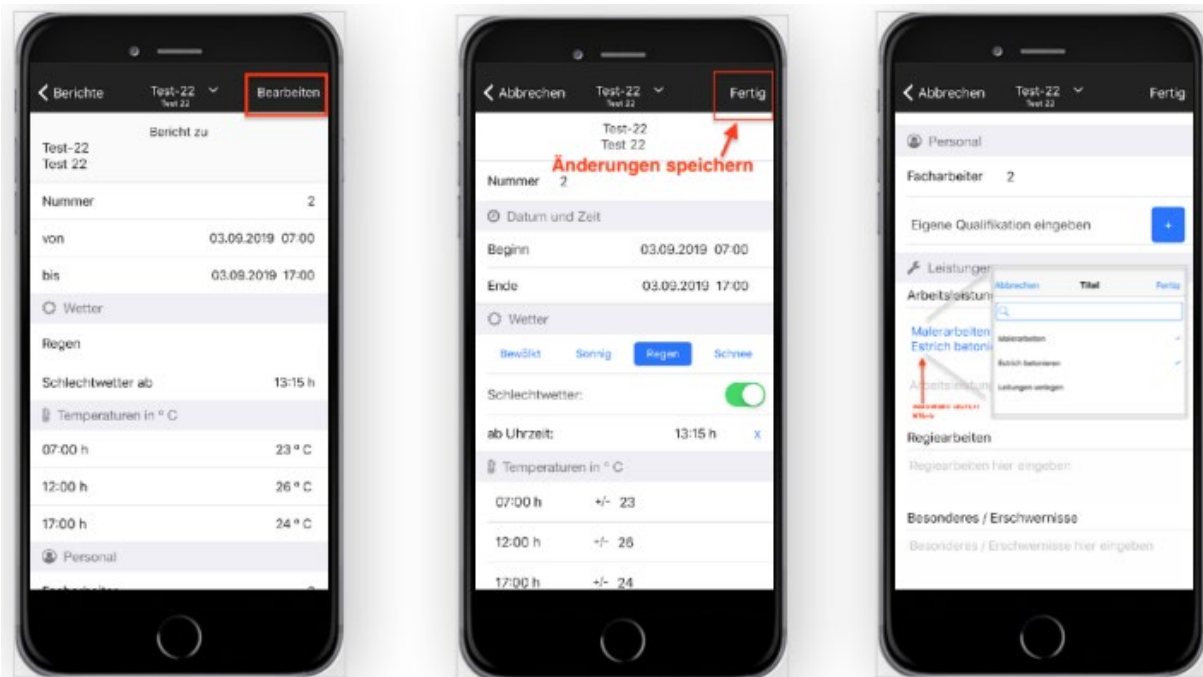 Berichte
Test-22
Test 22
Bearbeiten
Bericht zu
Test-22
Test 22
Nummer 2
von 03.09.2019 07:00
bis 03.09.2019 17:00
Wetter
Regen
Schlechtwetter ab 13:15 h
Temperaturen in ° C
07:00 h 23 ° C
12:00 h 26 ° C
17:00 h 24 ° C
Personal
Abbrechen
Test-22
Test 22
Fertig
Test-22
Test 22
Änderungen speichern
Nummer 2
Datum und Zeit
Beginn 03.09.2019 07:00
Ende 03.09.2019 17:00
Wetter
Bewölkt Sonnig Regen Schnee
Schlechtwetter:
ab Uhrzeit: 13:15 h x
Temperaturen in ° C
07:00 h +/- 23
12:00 h +/- 26
17:00 h +/- 24
Abbrechen
Test-22
Test 22
Fertig
Personal
Facharbeiter 2
Eigene Qualifikation eingeben +
Leistungen
Arbeitsleistun
Malerarbeiten
Estrich betoni
Abbrechen Titel Fertig
Malerarbeiten
Estrich betonieren
Leitungen verlegen
Arbeitsleistun
Regiearbeiten
Regiearbeiten hier eingeben
Besonderes / Erschwernisse
Besonderes / Erschwernisse hier eingeben